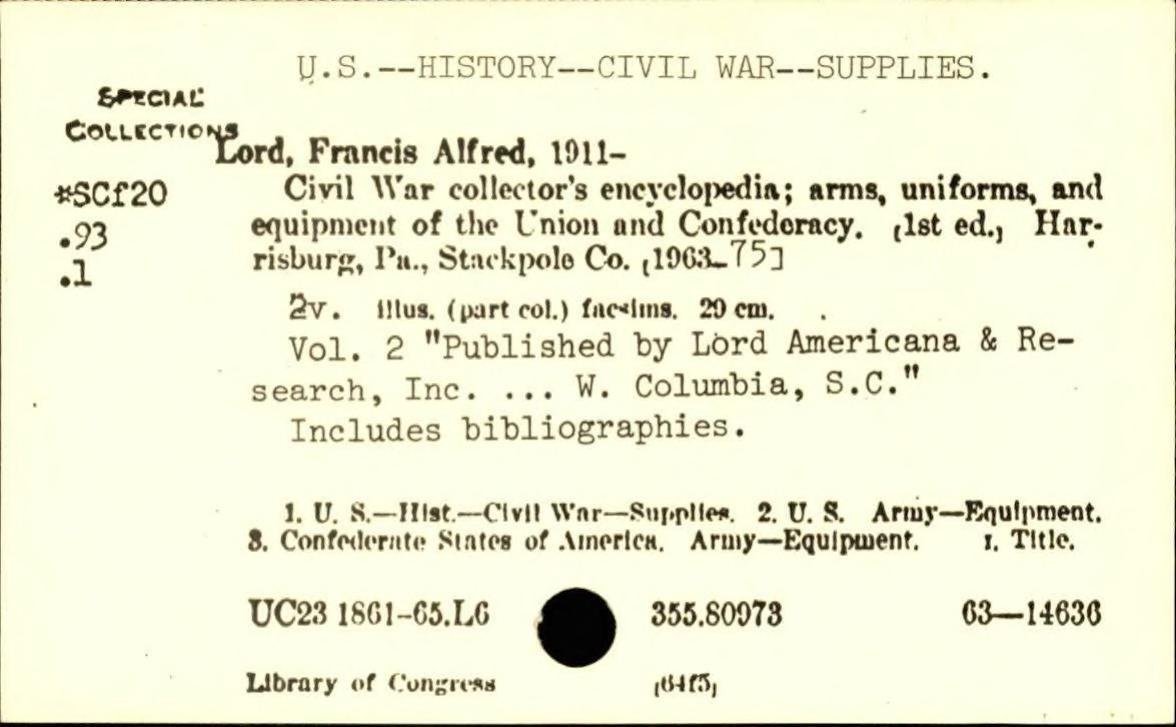 U.S.--HISTORY--CIVIL WAR--SUPPLIES.
SPECIAL
COLLECTIONS
Lord, Francis Alfred, 1911–
*SCf20
.93
.1
Civil War collector's encyclopedia; arms, uniforms, and
equipment of the Union and Confederacy. [1st ed.] Har-
risburg, Pa., Stackpole Co. [1963-75]
2v. illus. (part col.) facsims. 29 cm.
Vol. 2 "Published by Lord Americana & Re-
search, Inc. ... W. Columbia, S.C."
Includes bibliographies.
1. U. S.—Hist.—Civil War—Supplies. 2. U. S. Army—Equipment.
3. Confederate States of America. Army—Equipment. I. Title.
UC23 1861-65.L6 355.80973 63—14636
Library of Congress [64f5]